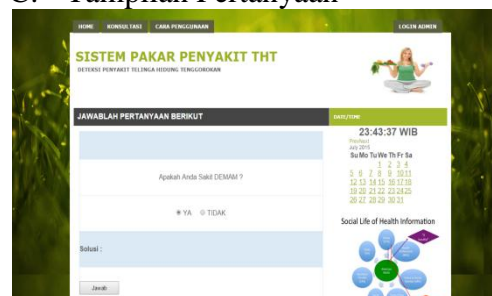 C. Tampilan Pertanyaan
HOME KONSULTASI CARA PENGGUNAAN LOGIN ADMIN
SISTEM PAKAR PENYAKIT THT
DETEKSI PENYAKIT TELINGA HIDUNG TENGGOROKAN
JAWABLAH PERTANYAAN BERIKUT
DATE/TIME
23:43:37 WIB
July 2015
Su Mo Tu We Th Fr Sa
1 2 3 4
5 6 7 8 9 10 11
12 13 14 15 16 17 18
19 20 21 22 23 24 25
26 27 28 29 30 31
Apakah Anda Sakit DEMAM ?
YA TIDAK
Social Life of Health Information
Solusi :
Jawab